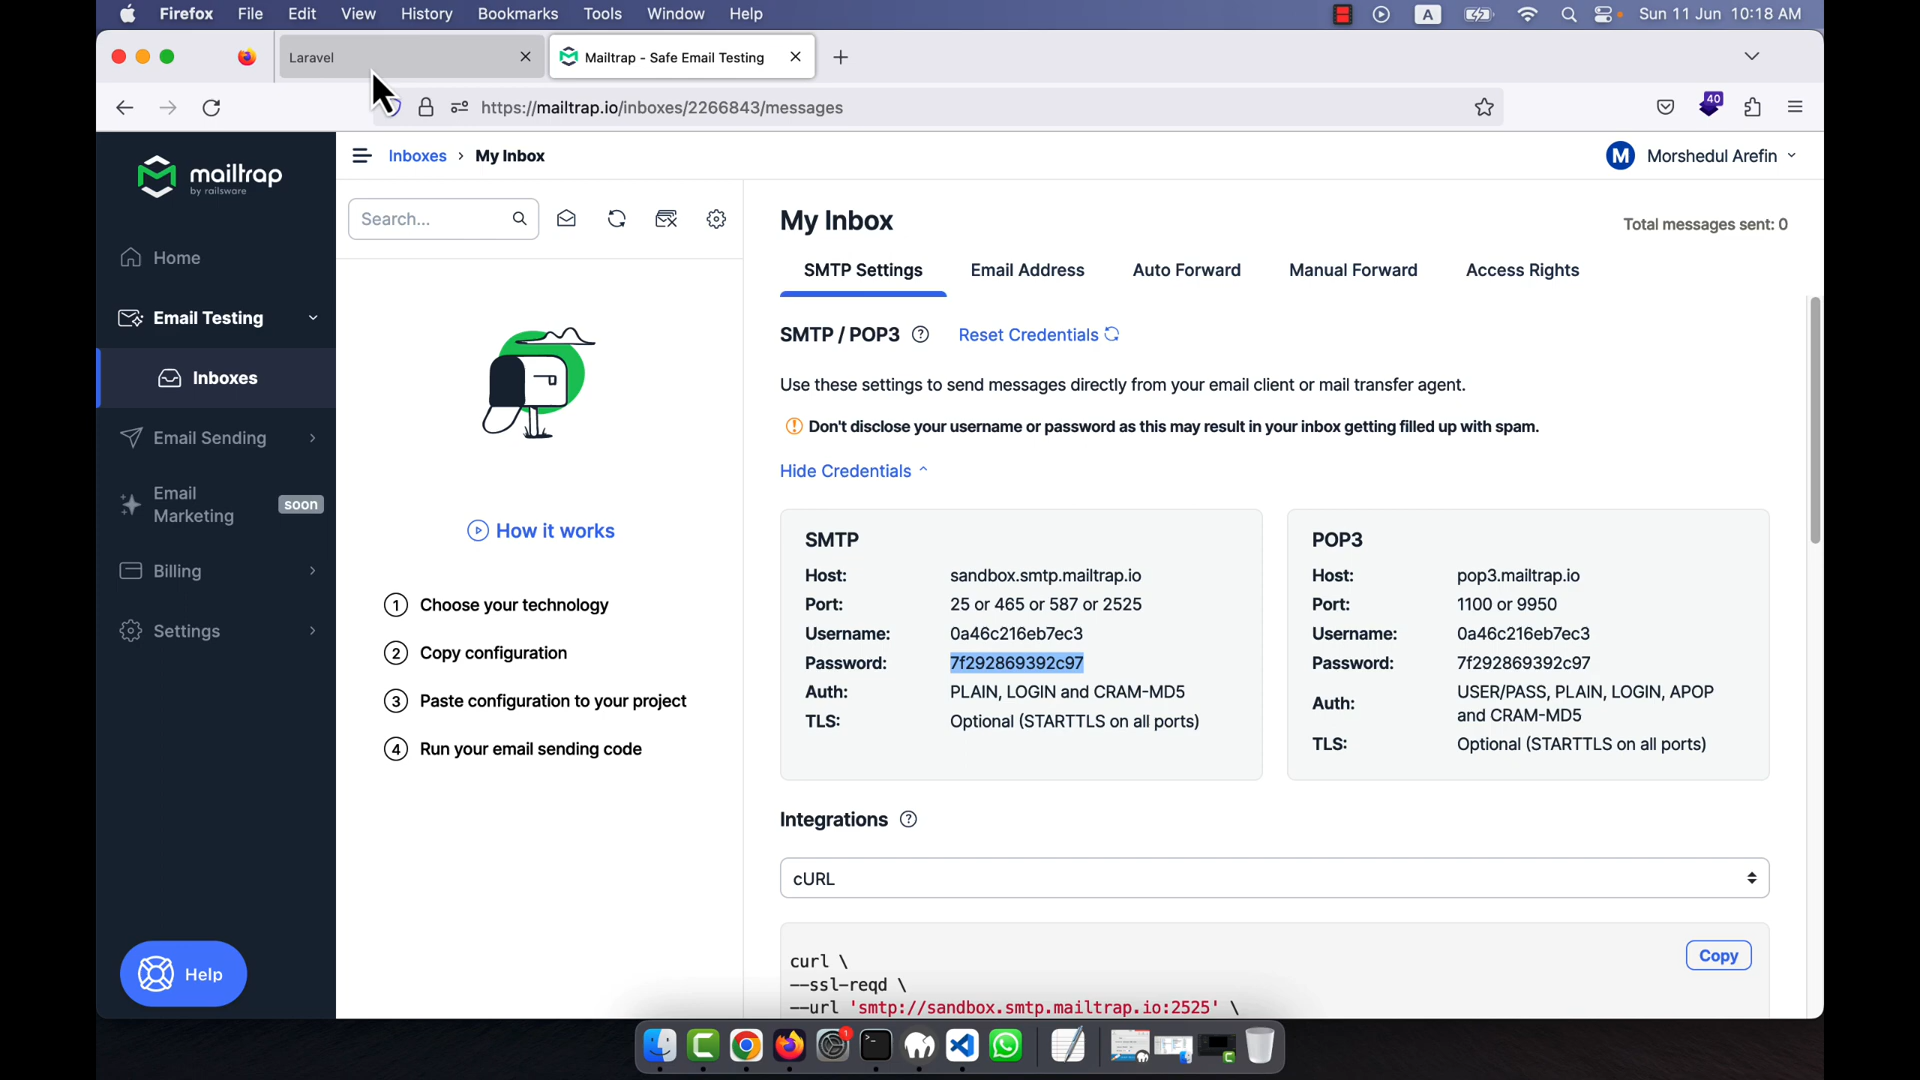 Firefox File Edit View History Bookmarks Tools Window Help
A
Sun 11 Jun 10:18 AM
Laravel
Mailtrap - Safe Email Testing
https://mailtrap.io/inboxes/2266843/messages
40
mailtrap
by railsware
Home
Email Testing
Inboxes
Email Sending
Email
Marketing
soon
Billing
Settings
Help
Inboxes › My Inbox
M Morshedul Arefin
Search...
How it works
1 Choose your technology
2 Copy configuration
3 Paste configuration to your project
4 Run your email sending code
My Inbox
Total messages sent: 0
SMTP Settings Email Address Auto Forward Manual Forward Access Rights
SMTP / POP3 ? Reset Credentials
Use these settings to send messages directly from your email client or mail transfer agent.
! Don't disclose your username or password as this may result in your inbox getting filled up with spam.
Hide Credentials
SMTP
Host: sandbox.smtp.mailtrap.io
Port: 25 or 465 or 587 or 2525
Username: 0a46c216eb7ec3
Password: 7f292869392c97
Auth: PLAIN, LOGIN and CRAM-MD5
TLS: Optional (STARTTLS on all ports)
POP3
Host: pop3.mailtrap.io
Port: 1100 or 9950
Username: 0a46c216eb7ec3
Password: 7f292869392c97
Auth: USER/PASS, PLAIN, LOGIN, APOP
and CRAM-MD5
TLS: Optional (STARTTLS on all ports)
Integrations ?
cURL
Copy
curl \
--ssl-reqd \
--url 'smtp://sandbox.smtp.mailtrap.io:2525' \
1